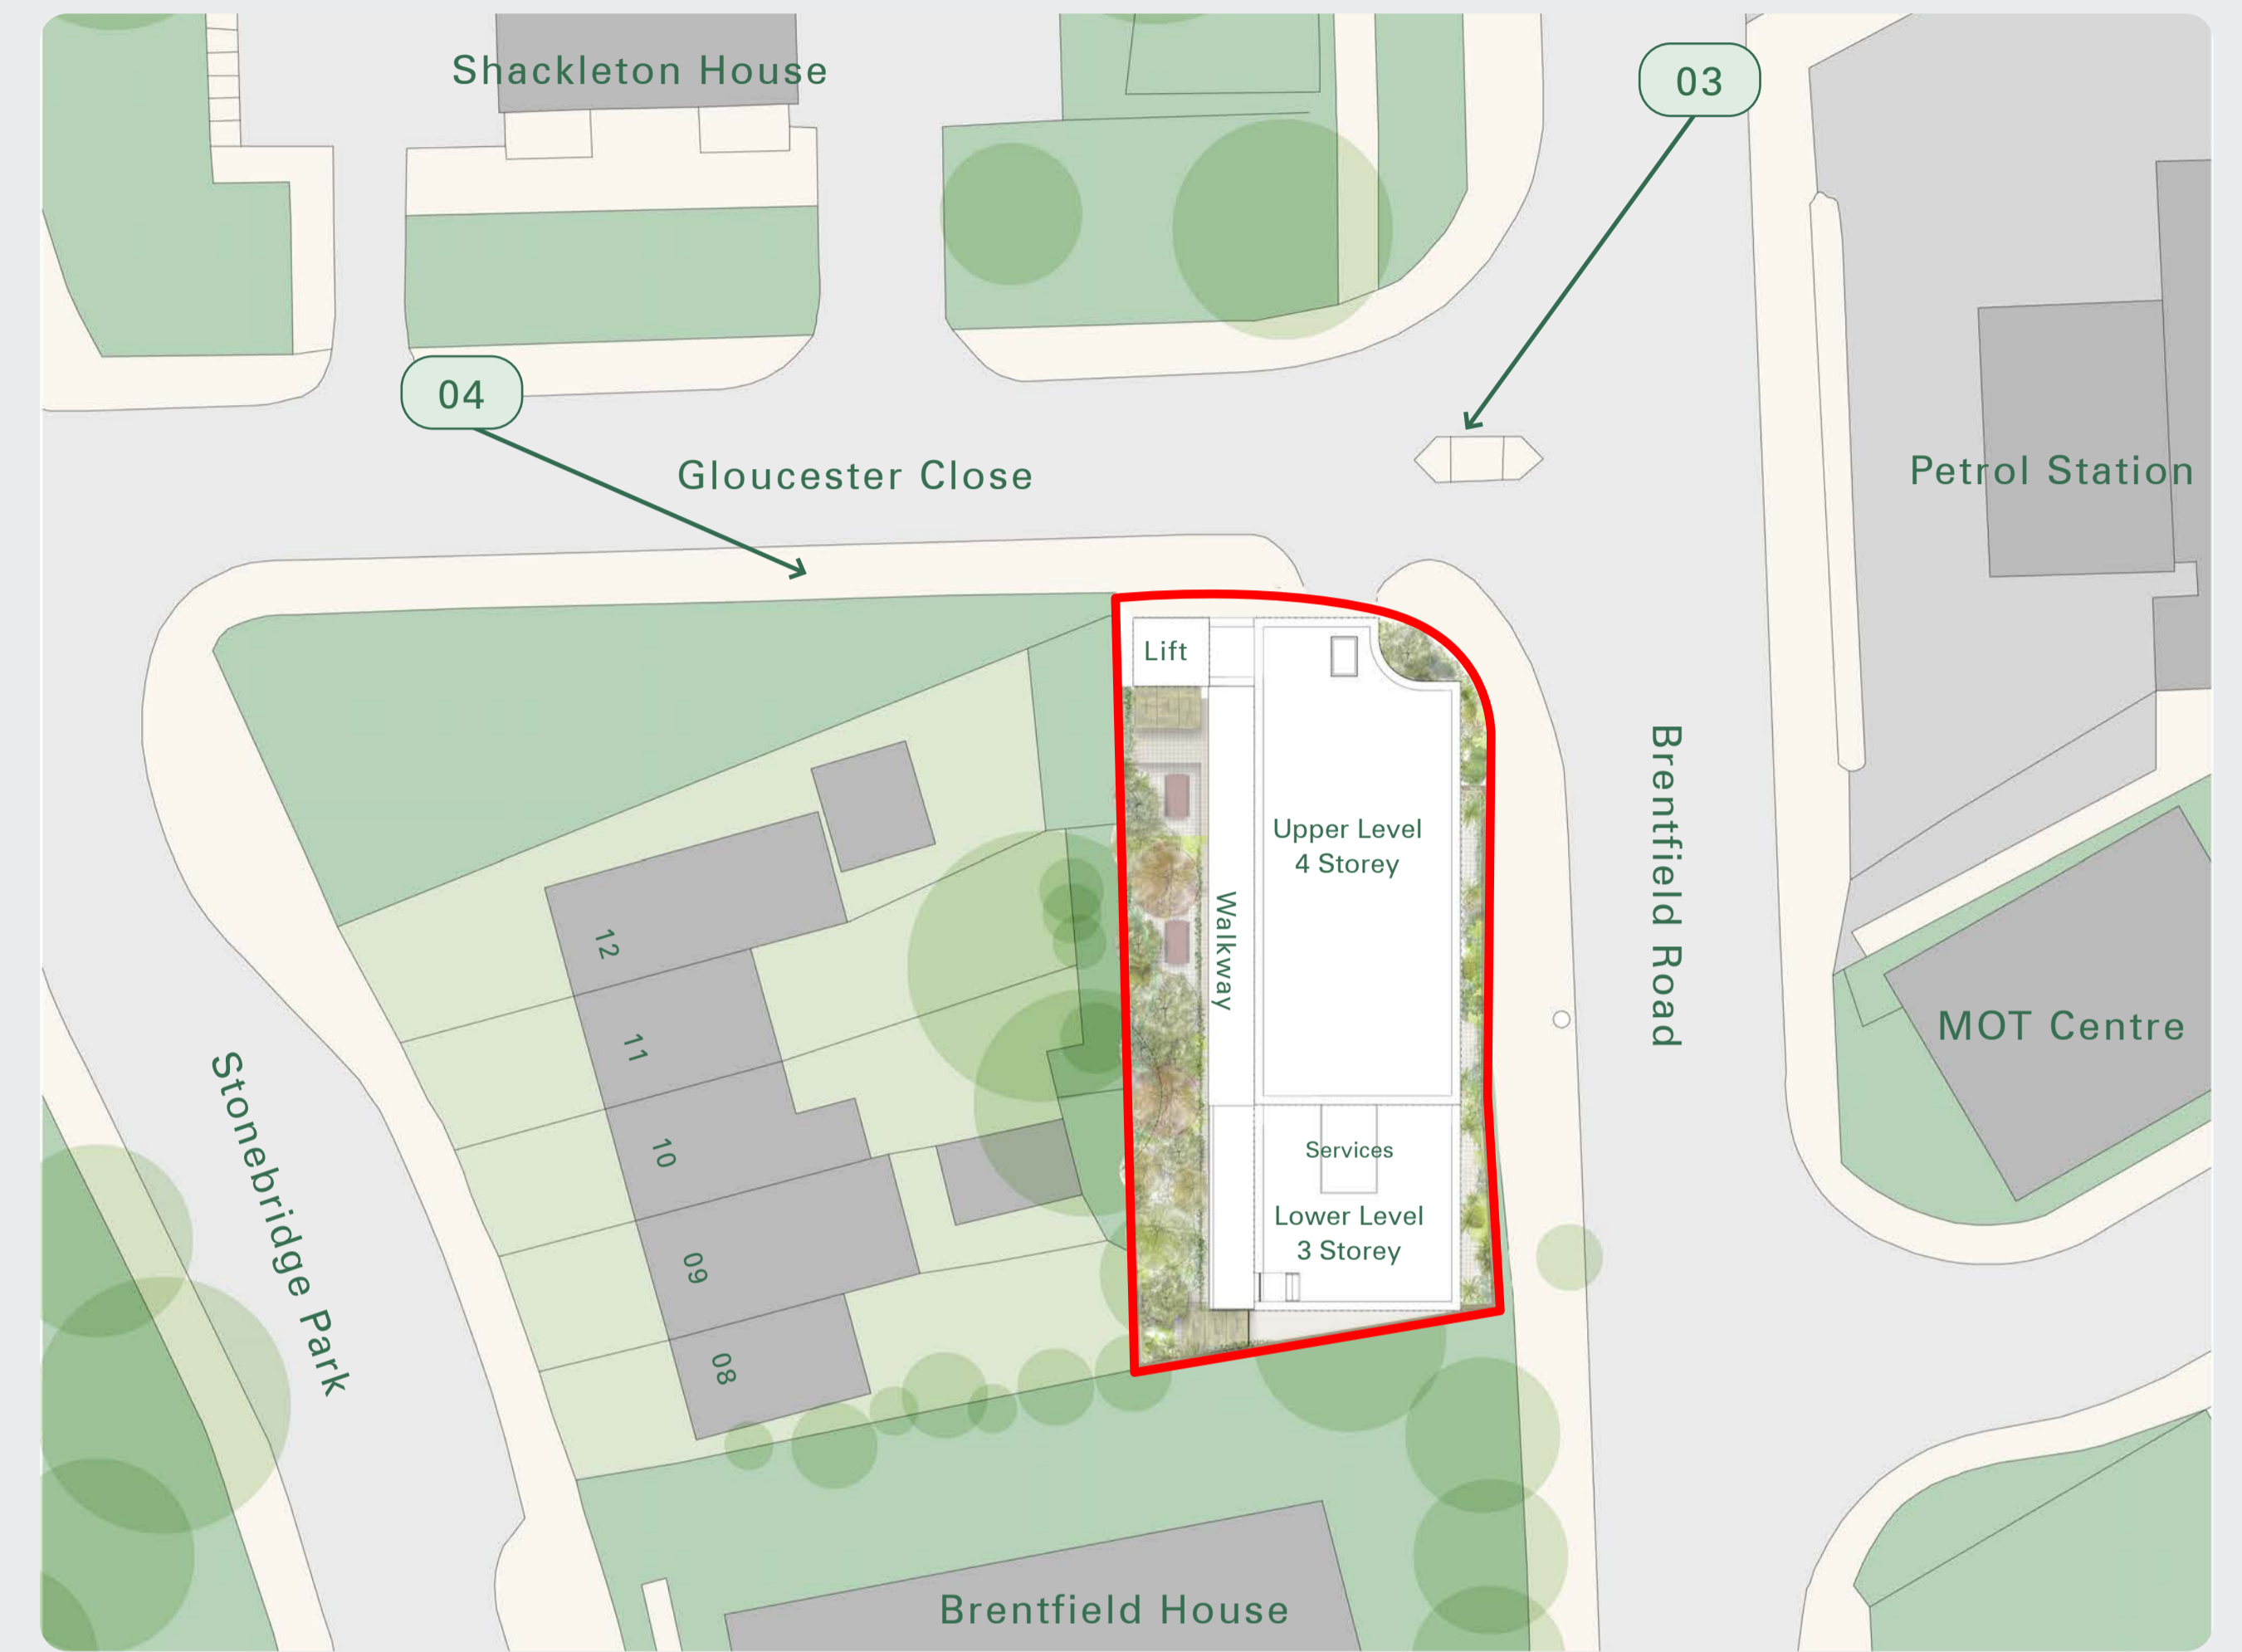 Shackleton House
03
04
Gloucester Close
Petrol Station
Lift
Upper Level
4 Storey
Walkway
Brentfield Road
12
11
10
09
08
MOT Centre
Stonebridge Park
Services
Lower Level
3 Storey
Brentfield House